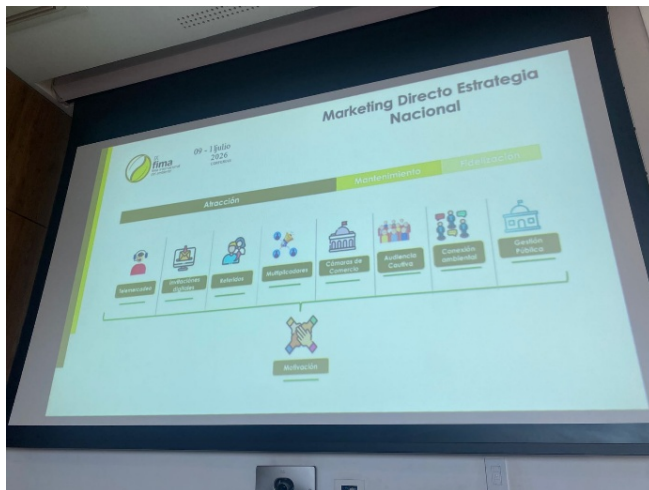 Marketing Directo Estrategia
Nacional
fima
09 - 11julio
2026
Atracción
Mantenimiento
Fidelización
Telemercadeo
Invitaciones
digitales
Referidos
Multiplicadores
Cámaras de
Comercio
Audiencia
Cautiva
Conexión
ambiental
Gestión
Pública
Motivación